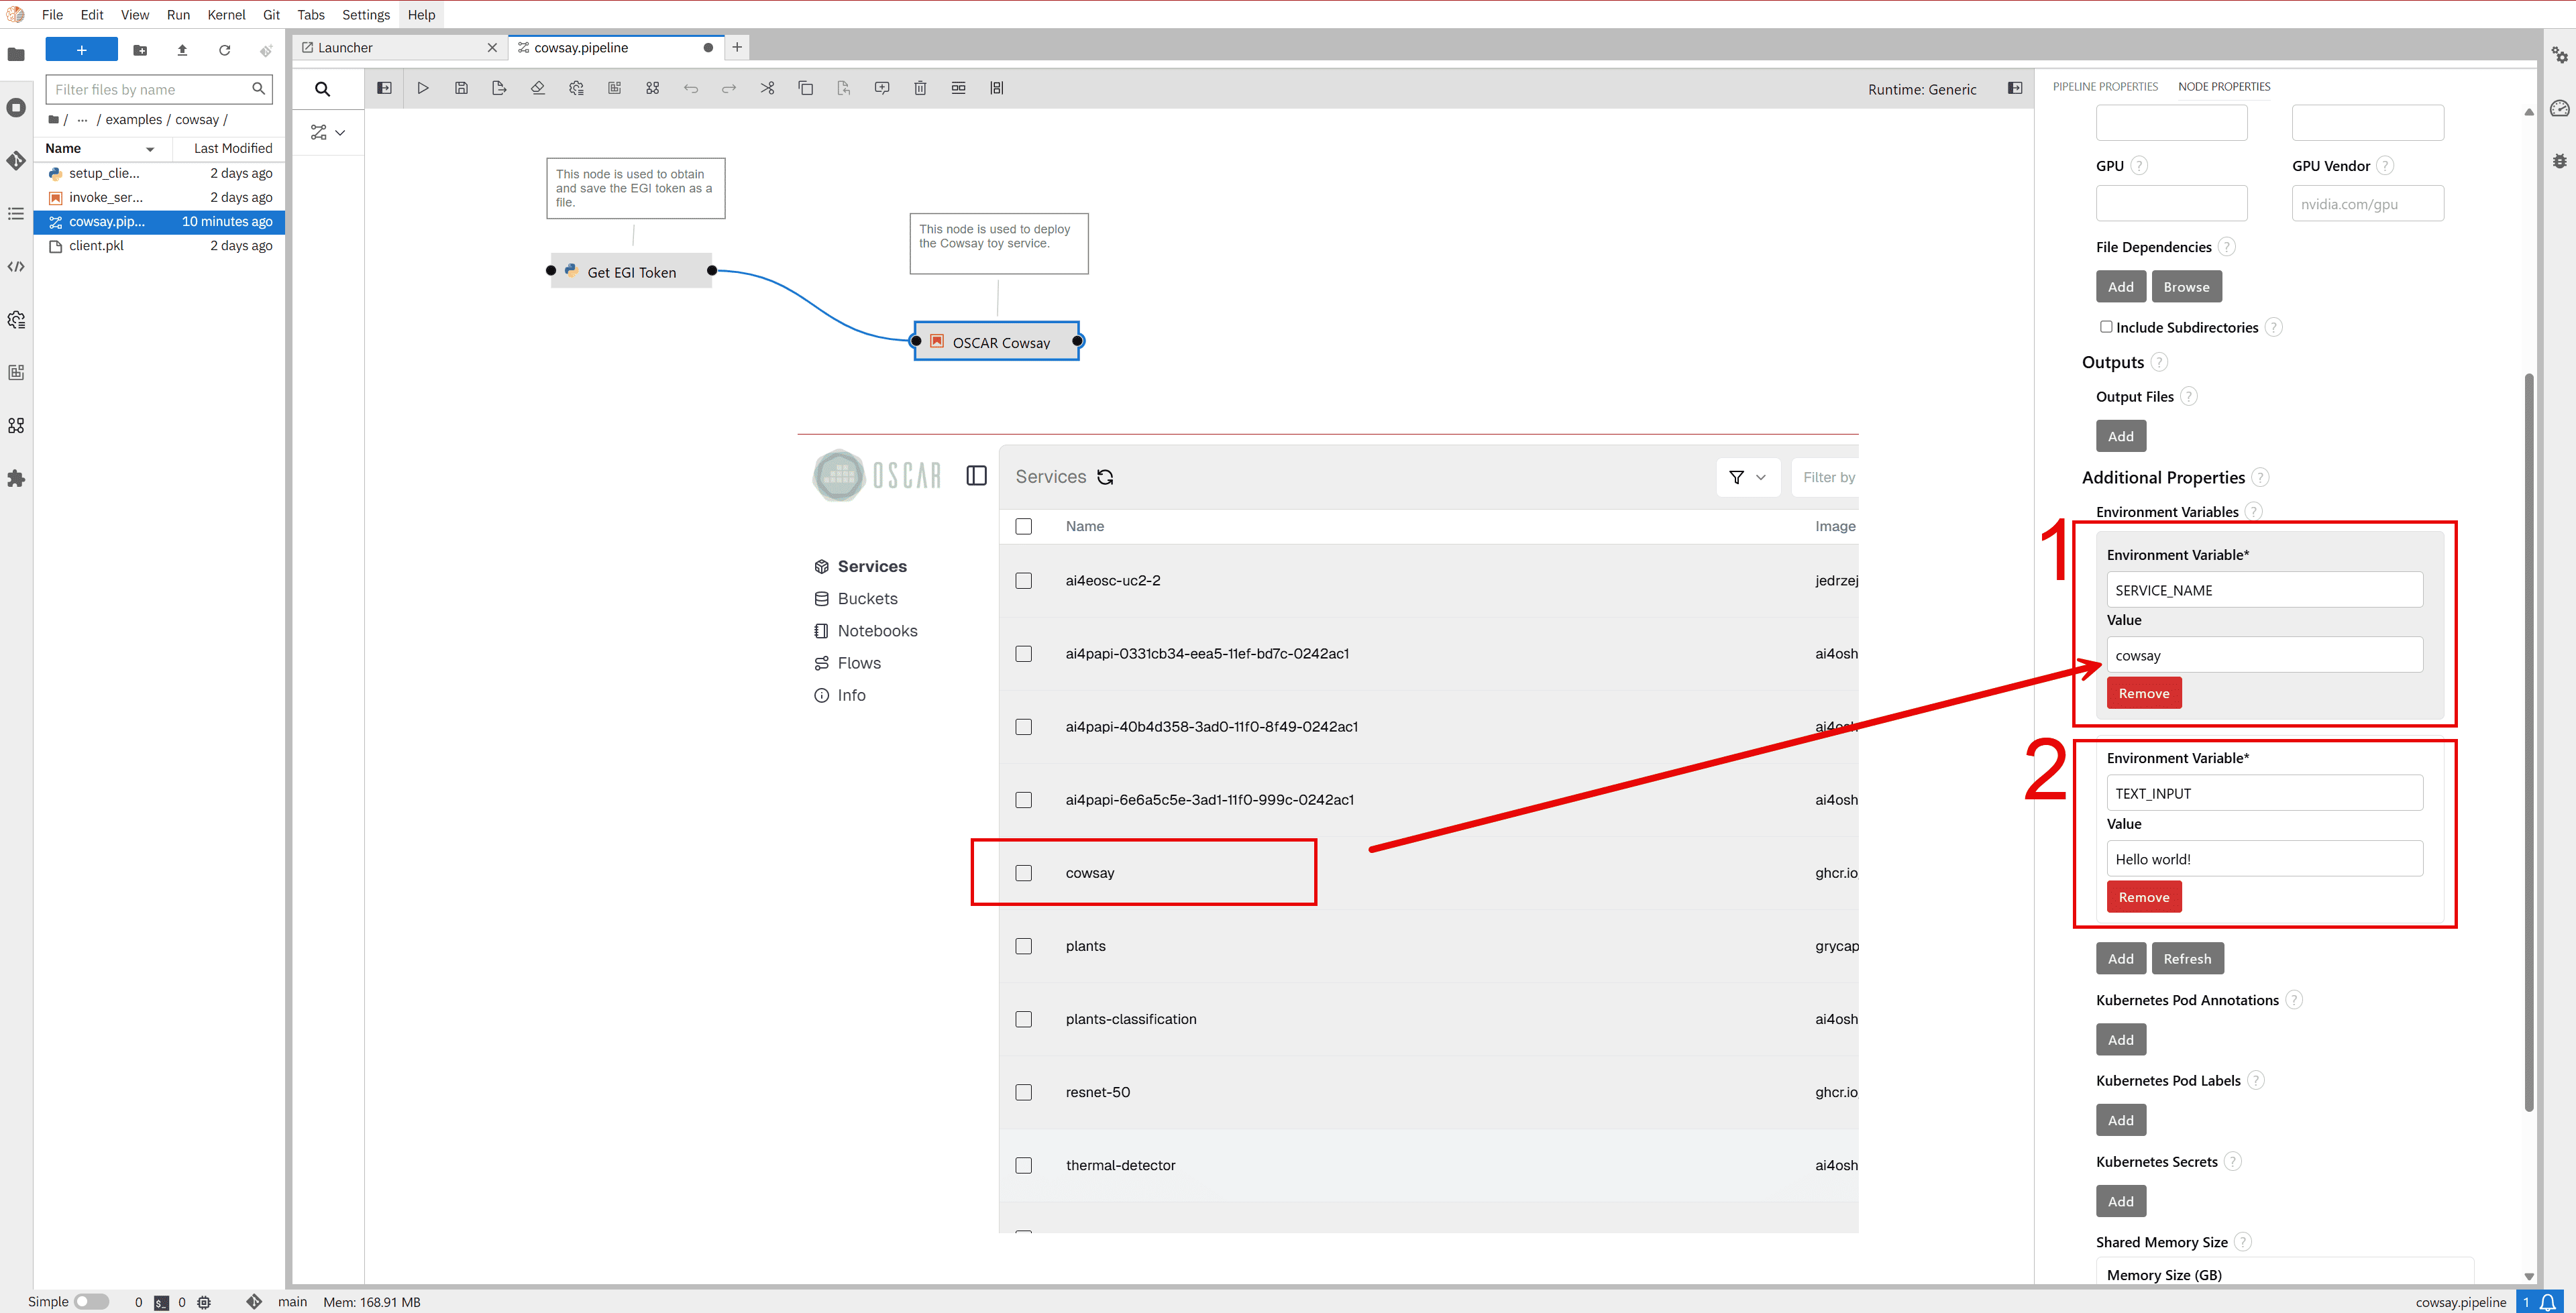 File Edit View Run Kernel Git Tabs Settings Help
+
Filter files by name
/ ··· / examples / cowsay /
Name Last Modified
setup_clie... 2 days ago
invoke_ser... 2 days ago
cowsay.pip... 10 minutes ago
client.pkl 2 days ago
Launcher
cowsay.pipeline
Runtime: Generic
This node is used to obtain
and save the EGI token as a
file.
Get EGI Token
This node is used to deploy
the Cowsay toy service.
OSCAR Cowsay
OSCAR
Services
Buckets
Notebooks
Flows
Info
Services
Filter by
Name Image
ai4eosc-uc2-2 jedrzej
ai4papi-0331cb34-eea5-11ef-bd7c-0242ac1 ai4osh
ai4papi-40b4d358-3ad0-11f0-8f49-0242ac1 ai4osh
ai4papi-6e6a5c5e-3ad1-11f0-999c-0242ac1 ai4osh
cowsay ghcr.io
plants grycap
plants-classification ai4osh
resnet-50 ghcr.io
thermal-detector ai4osh
PIPELINE PROPERTIES NODE PROPERTIES
GPU ? GPU Vendor ?
nvidia.com/gpu
File Dependencies ?
Add Browse
Include Subdirectories ?
Outputs ?
Output Files ?
Add
Additional Properties ?
Environment Variables ?
1
Environment Variable*
SERVICE_NAME
Value
cowsay
Remove
2
Environment Variable*
TEXT_INPUT
Value
Hello world!
Remove
Add Refresh
Kubernetes Pod Annotations ?
Add
Kubernetes Pod Labels ?
Add
Kubernetes Secrets ?
Add
Shared Memory Size ?
Memory Size (GB)
Simple 0 $_ 0 main Mem: 168.91 MB
cowsay.pipeline 1